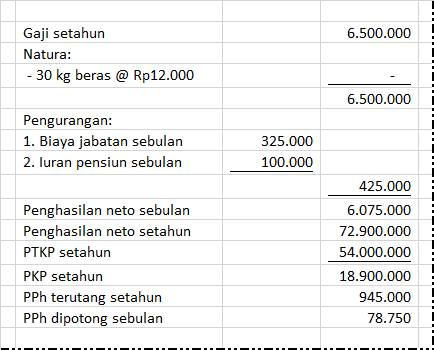 Gaji setahun 6.500.000
Natura:
- 30 kg beras @ Rp12.000 -
6.500.000
Pengurangan:
1. Biaya jabatan sebulan 325.000
2. Iuran pensiun sebulan 100.000
425.000
Penghasilan neto sebulan 6.075.000
Penghasilan neto setahun 72.900.000
PTKP setahun 54.000.000
PKP setahun 18.900.000
PPh terutang setahun 945.000
PPh dipotong sebulan 78.750